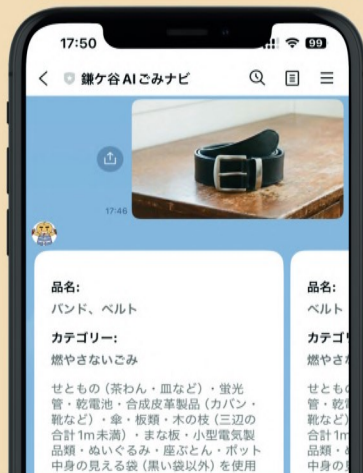 17:50
99
鎌ケ谷AIごみナビ
17:46
品名:
バンド、ベルト
カテゴリー:
燃やさないごみ
せともの（茶わん・皿など）・蛍光
管・乾電池・合成皮革製品（カバン・
靴など）・傘・板類・木の枝（三辺の
合計1m未満）・まな板・小型電気製
品類・ぬいぐるみ・座ぶとん・ポット
中身の見える袋（黒い袋以外）を使用
品名:
ベルト
カテゴリ
燃やさ
せとも
管・乾
靴など）
合計1m
品類・
中身の